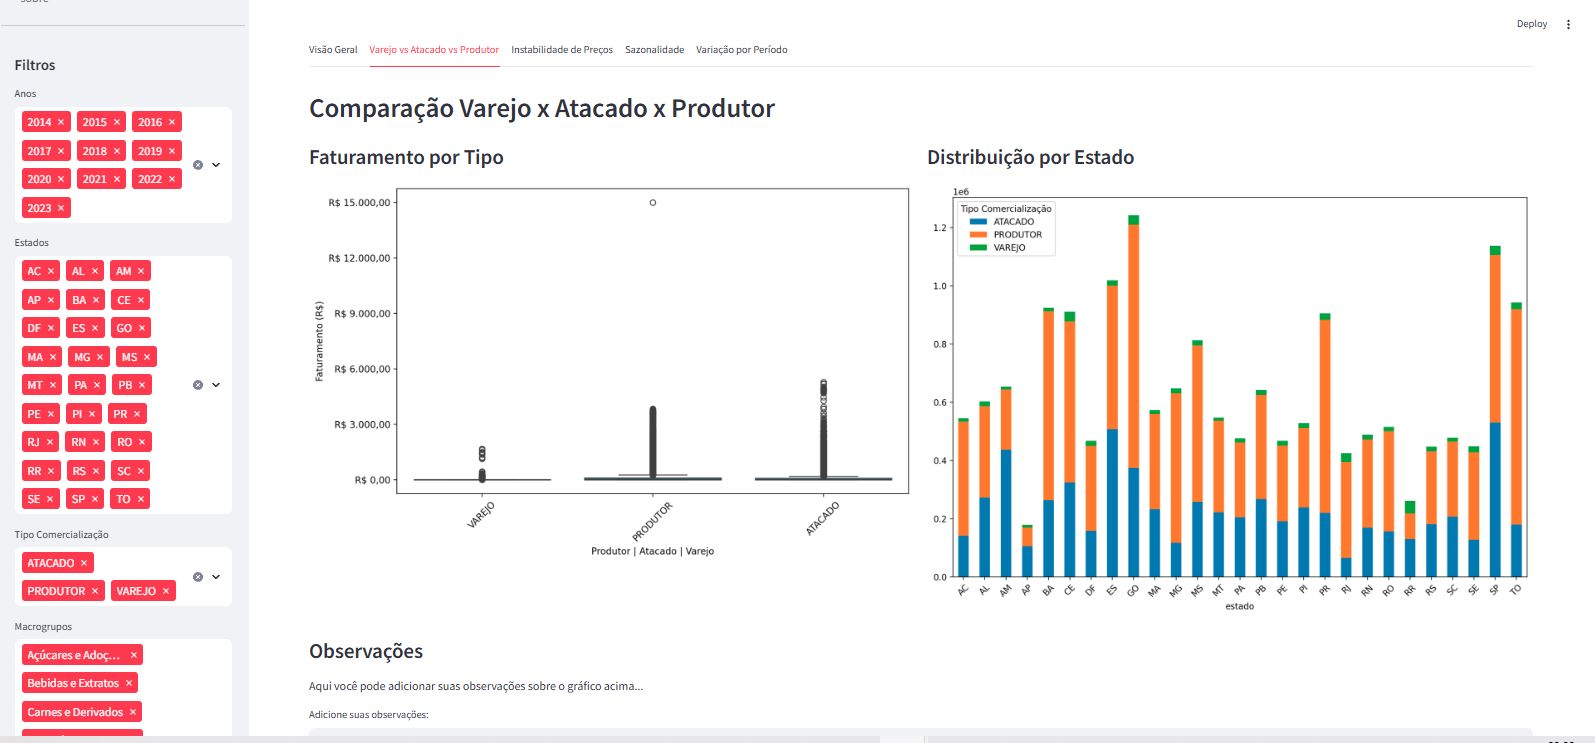 Deploy
Filtros
Anos
2014 × 2015 × 2016 ×
2017 × 2018 × 2019 ×
2020 × 2021 × 2022 ×
2023 ×
Estados
AC × AL × AM ×
AP × BA × CE ×
DF × ES × GO ×
MA × MG × MS ×
MT × PA × PB ×
PE × PI × PR ×
RJ × RN × RO ×
RR × RS × SC ×
SE × SP × TO ×
Tipo Comercialização
ATACADO ×
PRODUTOR × VAREJO ×
Macrogrupos
Açúcares e Adoç... ×
Bebidas e Extratos ×
Carnes e Derivados ×
Visão Geral Varejo vs Atacado vs Produtor Instabilidade de Preços Sazonalidade Variação por Período
Comparação Varejo x Atacado x Produtor
Faturamento por Tipo
R$ 15.000,00
R$ 12.000,00
R$ 9.000,00
R$ 6.000,00
R$ 3.000,00
R$ 0,00
Faturamento (R$)
VAREJO PRODUTOR ATACADO
Produtor | Atacado | Varejo
Distribuição por Estado
1e6
Tipo Comercialização
ATACADO
PRODUTOR
VAREJO
1.2
1.0
0.8
0.6
0.4
0.2
0.0
AC AL AM AP BA CE DF ES GO MA MG MS MT PA PB PE PI PR RJ RN RO RR RS SC SE SP TO
estado
Observações
Aqui você pode adicionar suas observações sobre o gráfico acima...
Adicione suas observações: